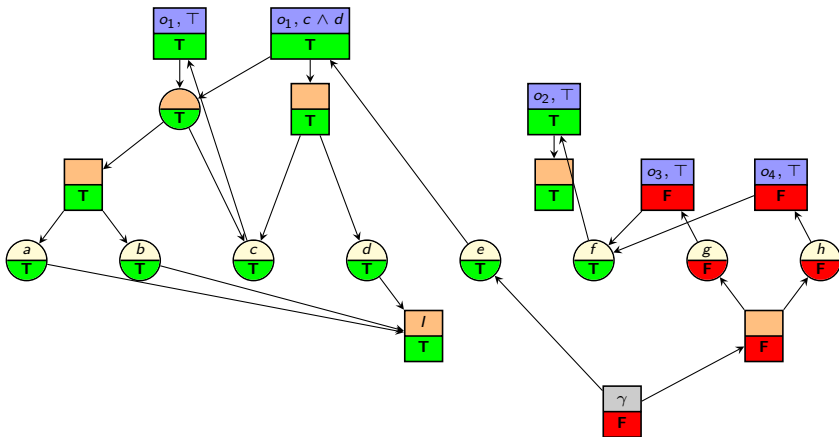 o₁, ⊤
T
o₁, c ∧ d
T
T
T
o₂, ⊤
T
T
T
o₃, ⊤
F
o₄, ⊤
F
a
T
b
T
c
T
d
T
e
T
f
T
g
F
h
F
I
T
F
γ
F